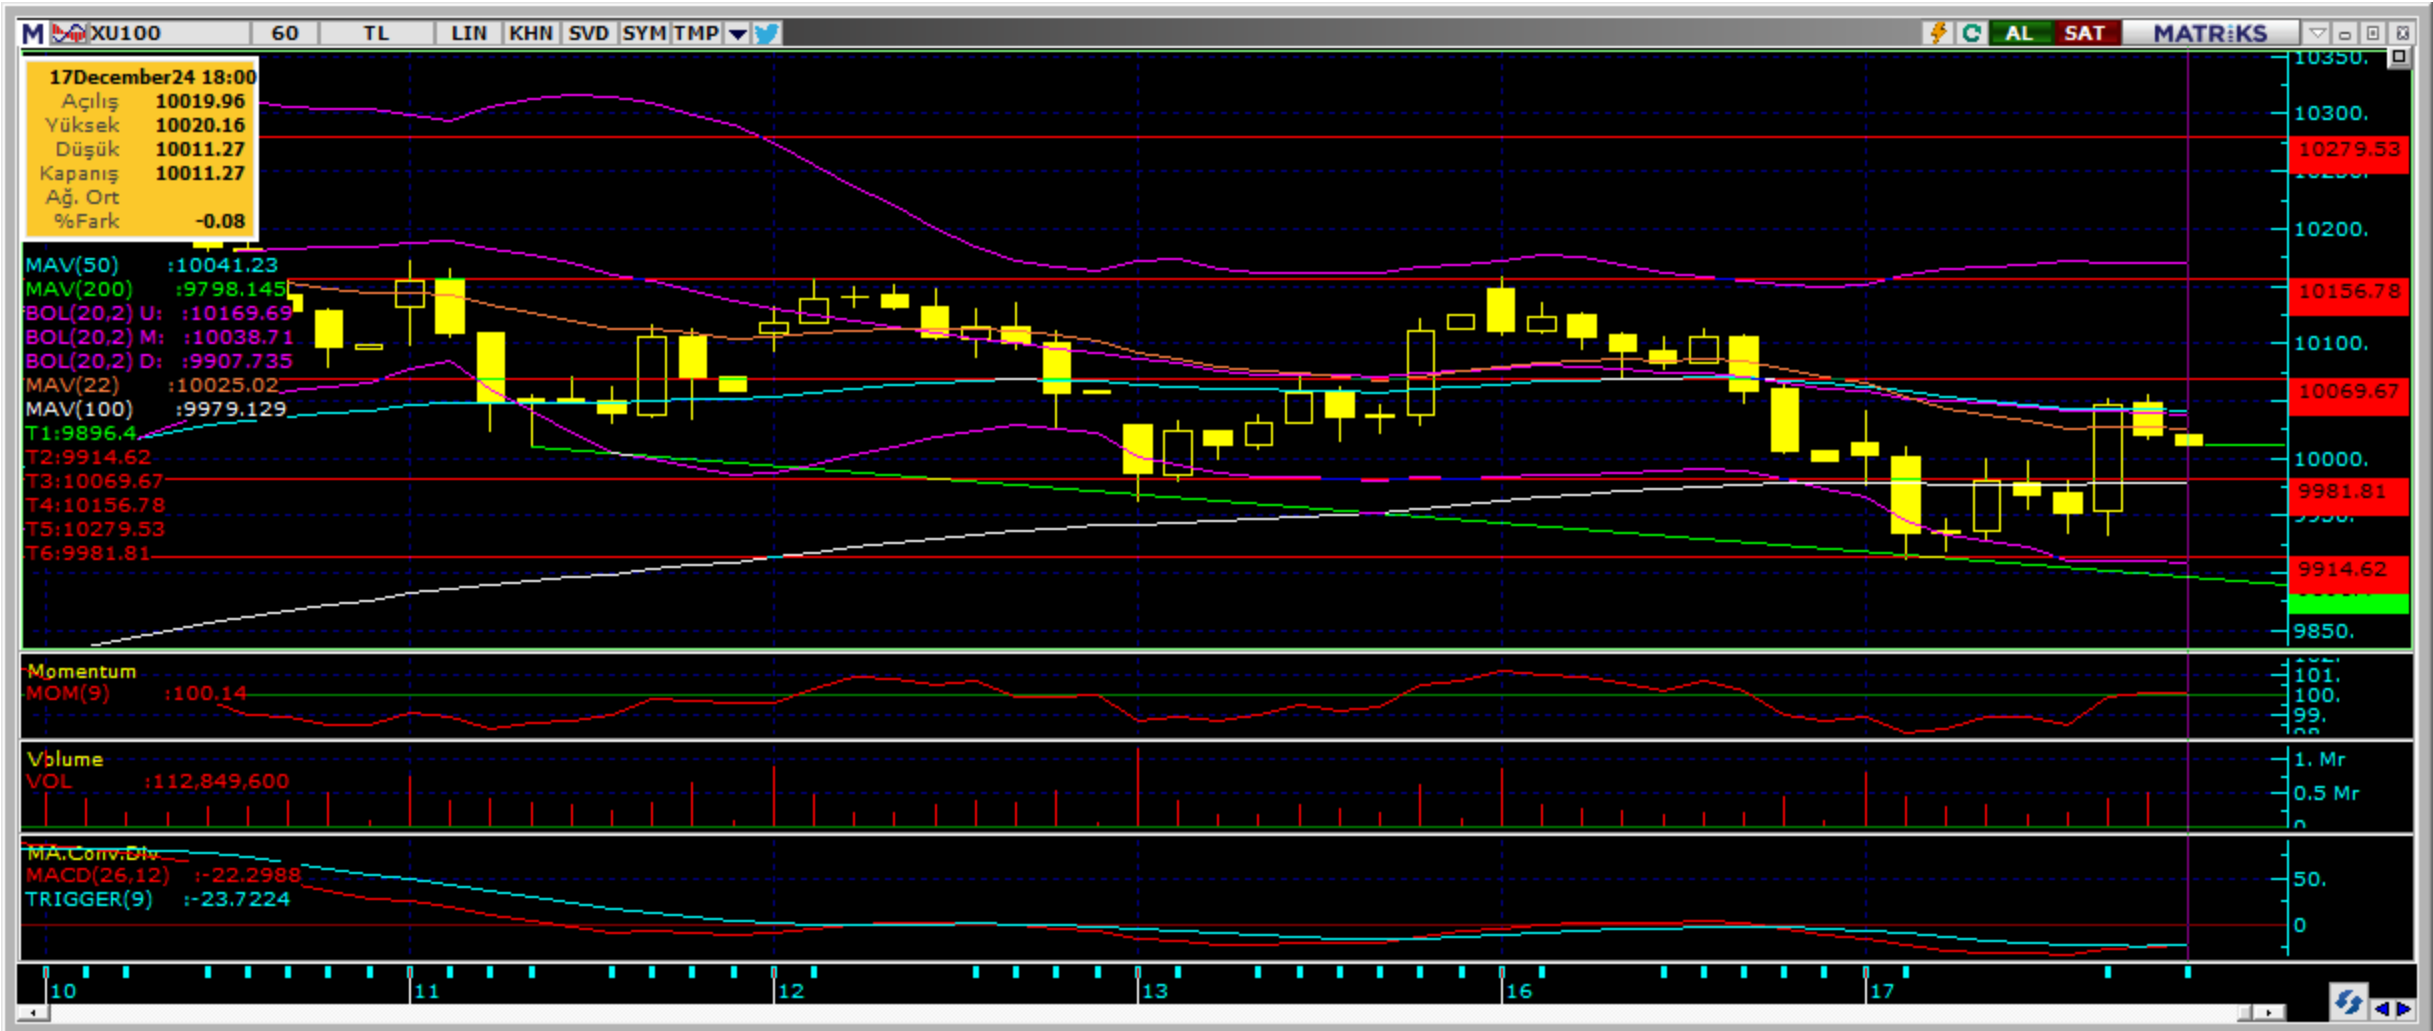 M XU100 60 TL LIN KHN SVD SYM TMP AL SAT MATRiKS
17December24 18:00
Açılış 10019.96
Yüksek 10020.16
Düşük 10011.27
Kapanış 10011.27
Ağ. Ort
%Fark -0.08
MAV(50) :10041.23
MAV(200) :9798.145
BOL(20,2) U: :10169.69
BOL(20,2) M: :10038.71
BOL(20,2) D: :9907.735
MAV(22) :10025.02
MAV(100) :9979.129
T1:9896.4
T2:9914.62
T3:10069.67
T4:10156.78
T5:10279.53
T6:9981.81
10350.
10300.
10279.53
10250.
10200.
10156.78
10100.
10069.67
10000.
9981.81
9950.
9914.62
9850.
Momentum
MOM(9) :100.14
101.
100.
99.
Volume
VOL :112,849,600
1. Mr
0.5 Mr
0
MA.Conv.Div
MACD(26,12) :-22.2988
TRIGGER(9) :-23.7224
50.
0
10 11 12 13 16 17